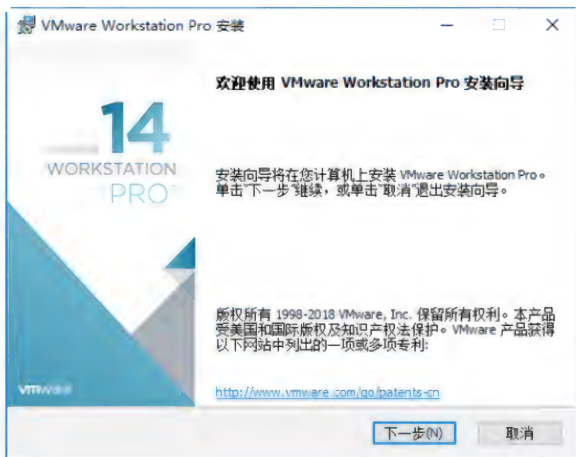 VMware Workstation Pro 安装
欢迎使用 VMware Workstation Pro 安装向导
14
WORKSTATION
PRO
安装向导将在您计算机上安装 VMware Workstation Pro。
单击“下一步”继续，或单击“取消”退出安装向导。
版权所有 1998-2018 VMware, Inc. 保留所有权利。本产品
受美国和国际版权及知识产权法保护。VMware 产品获得
以下网站中列出的一项或多项专利:
http://www.vmware.com/go/patents-cn
vmware
下一步(N)
取消